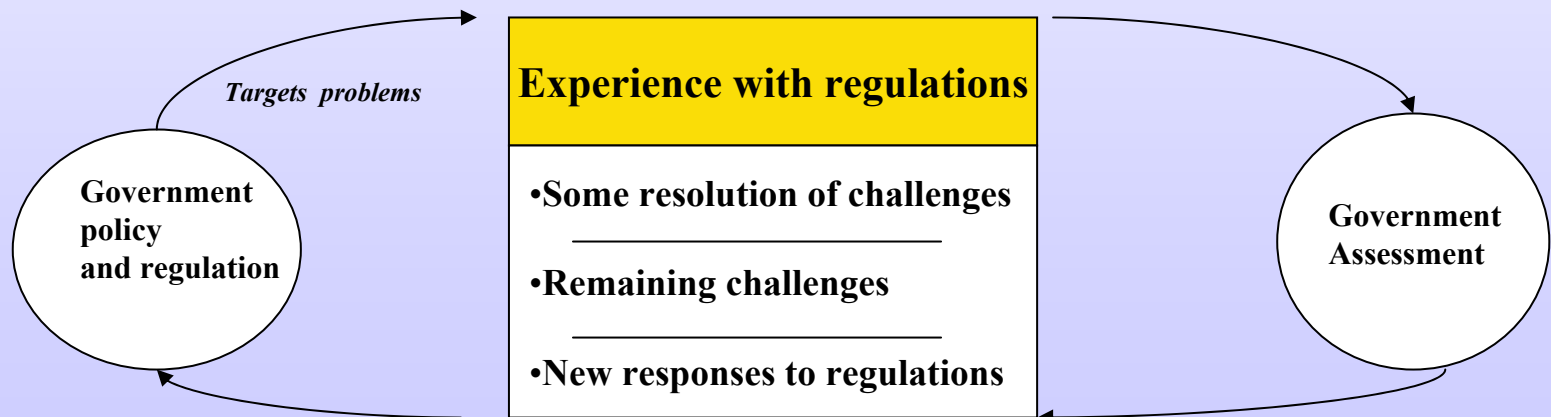 Targets problems
Experience with regulations
Government
policy
and regulation
•Some resolution of challenges
•Remaining challenges
•New responses to regulations
Government
Assessment